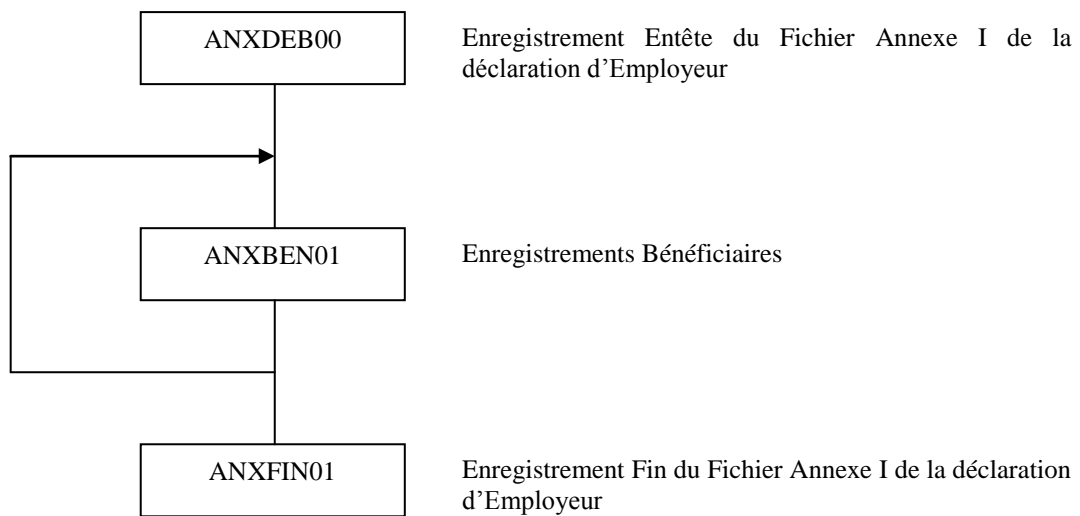 ANXDEB00
Enregistrement Entête du Fichier Annexe I de la
déclaration d’Employeur
ANXBEN01
Enregistrements Bénéficiaires
ANXFIN01
Enregistrement Fin du Fichier Annexe I de la déclaration
d’Employeur